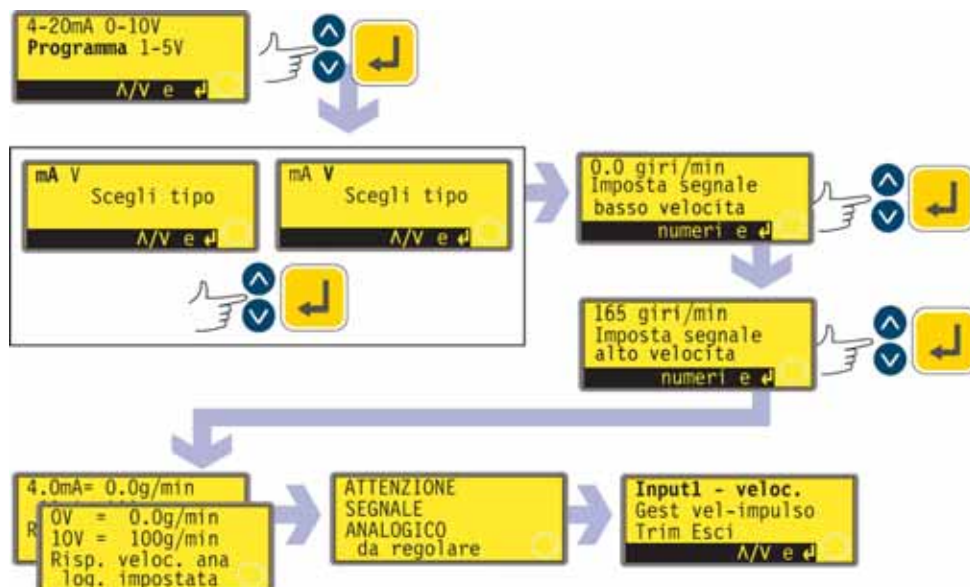 4-20mA 0-10V
Programma 1-5V
Λ/V e ↲
mA V
Scegli tipo
Λ/V e ↲
mA V
Scegli tipo
Λ/V e ↲
0.0 giri/min
Imposta segnale
basso velocita
numeri e ↲
165 giri/min
Imposta segnale
alto velocita
numeri e ↲
4.0mA= 0.0g/min
R
0V = 0.0g/min
10V = 100g/min
Risp. veloc. ana
log. impostata
ATTENZIONE
SEGNALE
ANALOGICO
da regolare
Input1 - veloc.
Gest vel-impulso
Trim Esci
Λ/V e ↲